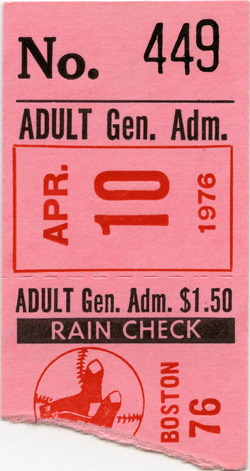 No. 449
ADULT Gen. Adm.
APR.
10
1976
ADULT Gen. Adm. $1.50
RAIN CHECK
BOSTON
76